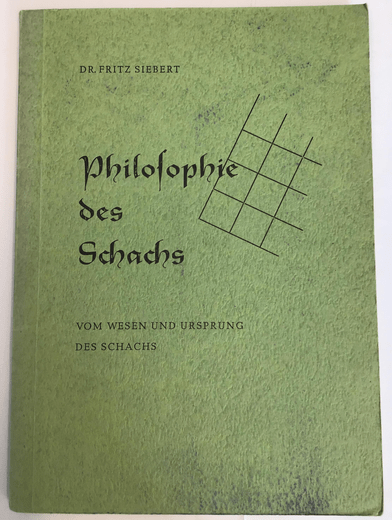 DR. FRITZ SIEBERT
Philoſophie
des
Schachs
VOM WESEN UND URSPRUNG
DES SCHACHS